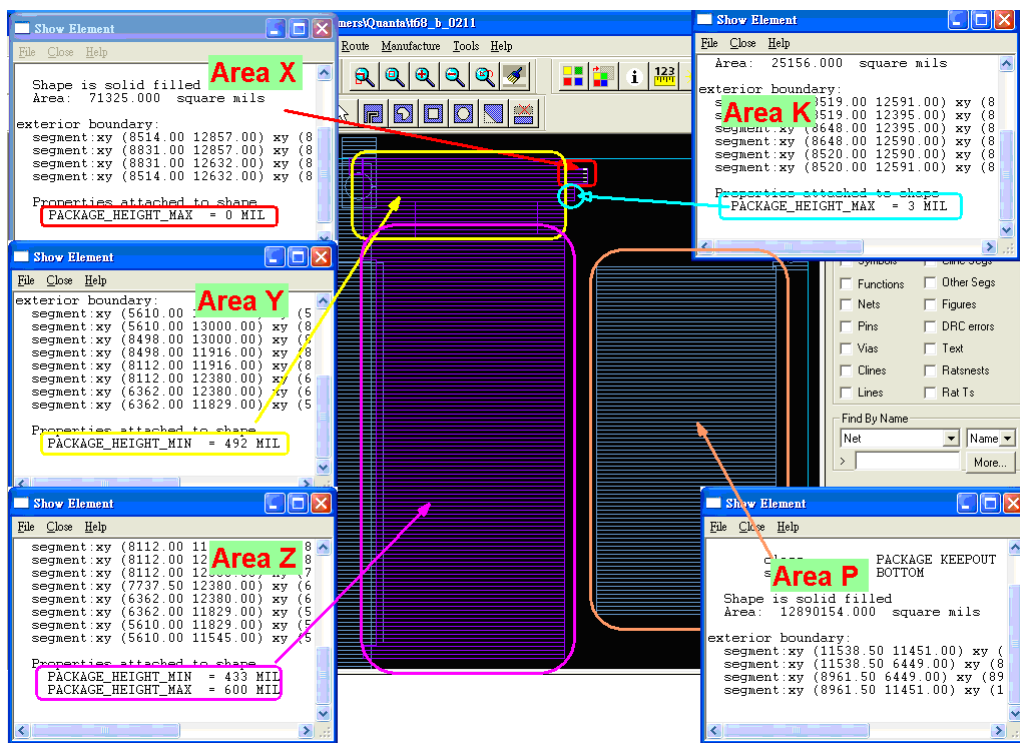 Show Element
File Close Help
Shape is solid filled
Area: 71325.000 square mils
exterior boundary:
segment:xy (8514.00 12857.00) xy (8
segment:xy (8831.00 12857.00) xy (8
segment:xy (8831.00 12632.00) xy (8
segment:xy (8514.00 12632.00) xy (8
Properties attached to shape
PACKAGE_HEIGHT_MAX = 0 MIL
Area X
mers\Quanta\t68_b_0211
Route Manufacture Tools Help
123
Show Element
File Close Help
Area: 25156.000 square mils
exterior boundary:
8519.00 12591.00) xy (8
8519.00 12395.00) xy (8
8648.00 12395.00) xy (8
segment:xy (8648.00 12590.00) xy (8
segment:xy (8520.00 12590.00) xy (8
segment:xy (8520.00 12591.00) xy (8
Properties attached to shape
PACKAGE_HEIGHT_MAX = 3 MIL
Area K
Show Element
File Close Help
exterior boundary:
segment:xy (5610.00
segment:xy (5610.00 13000.00) xy (8
segment:xy (8498.00 13000.00) xy (8
segment:xy (8498.00 11916.00) xy (8
segment:xy (8112.00 11916.00) xy (8
segment:xy (8112.00 12380.00) xy (6
segment:xy (6362.00 12380.00) xy (6
segment:xy (6362.00 11829.00) xy (5
Properties attached to shape
PACKAGE_HEIGHT_MIN = 492 MIL
Area Y
Symbols Cline Segs
Functions Other Segs
Nets Figures
Pins DRC errors
Vias Text
Clines Ratsnests
Lines Rat Ts
Find By Name
Net Name
> More...
Show Element
File Close Help
segment:xy (8112.00 11
segment:xy (8112.00 12
segment:xy (8112.00
segment:xy (7737.50 12380.00) xy (6
segment:xy (6362.00 12380.00) xy (6
segment:xy (6362.00 11829.00) xy (5
segment:xy (5610.00 11829.00) xy (5
segment:xy (5610.00 11545.00) xy (5
Properties attached to shape
PACKAGE_HEIGHT_MIN = 433 MIL
PACKAGE_HEIGHT_MAX = 600 MIL
Area Z
Show Element
File Close Help
PACKAGE KEEPOUT
BOTTOM
Shape is solid filled
Area: 12890154.000 square mils
exterior boundary:
segment:xy (11538.50 11451.00) xy (
segment:xy (11538.50 6449.00) xy (8
segment:xy (8961.50 6449.00) xy (89
segment:xy (8961.50 11451.00) xy (1
Area P